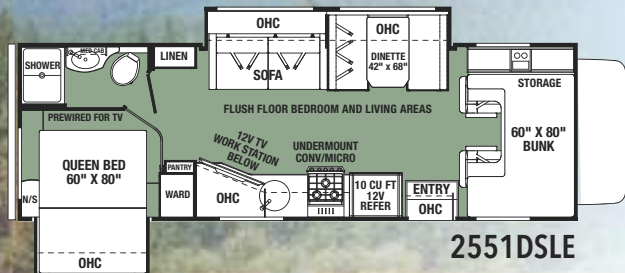 OHC
OHC
SHOWER
MED CAB
LINEN
SOFA
DINETTE
42" x 68"
STORAGE
FLUSH FLOOR BEDROOM AND LIVING AREAS
PREWIRED FOR TV
60" X 80"
BUNK
QUEEN BED
60" X 80"
12V TV
WORK STATION
BELOW
UNDERMOUNT
CONV/MICRO
PANTRY
N/S
WARD
OHC
10 CU FT
12V
REFER
ENTRY
OHC
OHC
2551DSLE